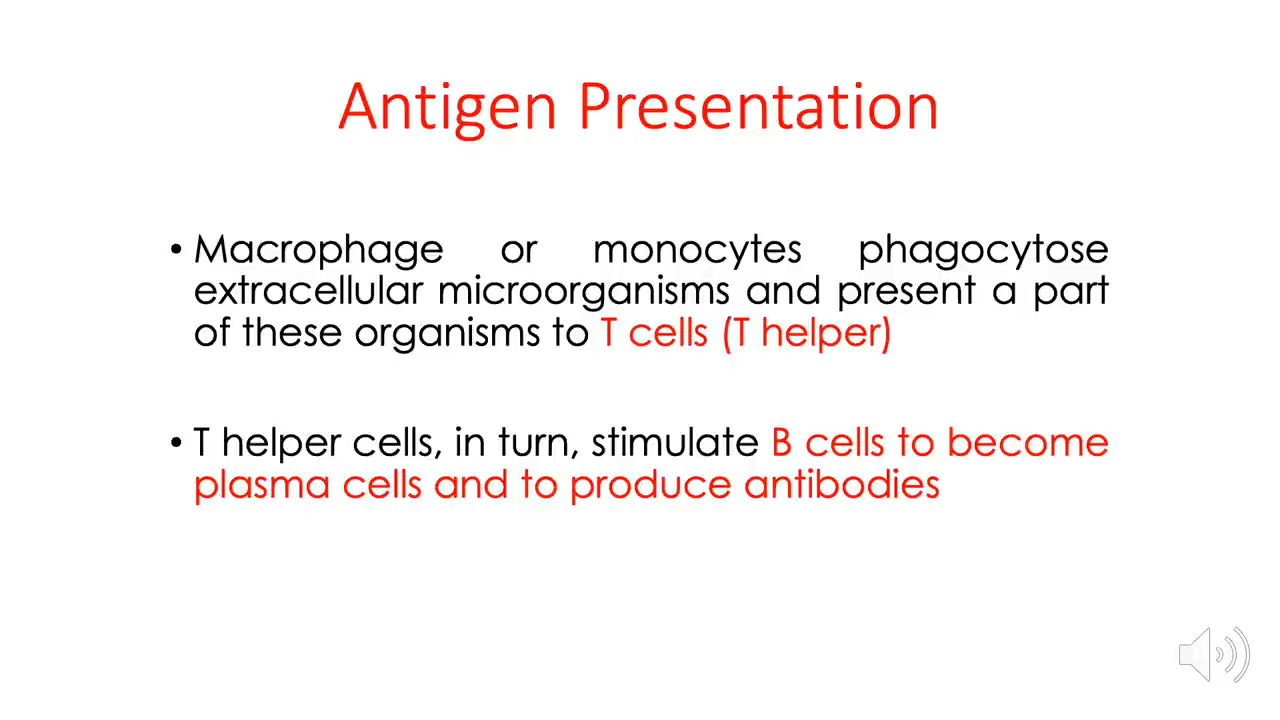 Antigen Presentation
• Macrophage or monocytes phagocytose
extracellular microorganisms and present a part
of these organisms to T cells (T helper)
• T helper cells, in turn, stimulate B cells to become
plasma cells and to produce antibodies